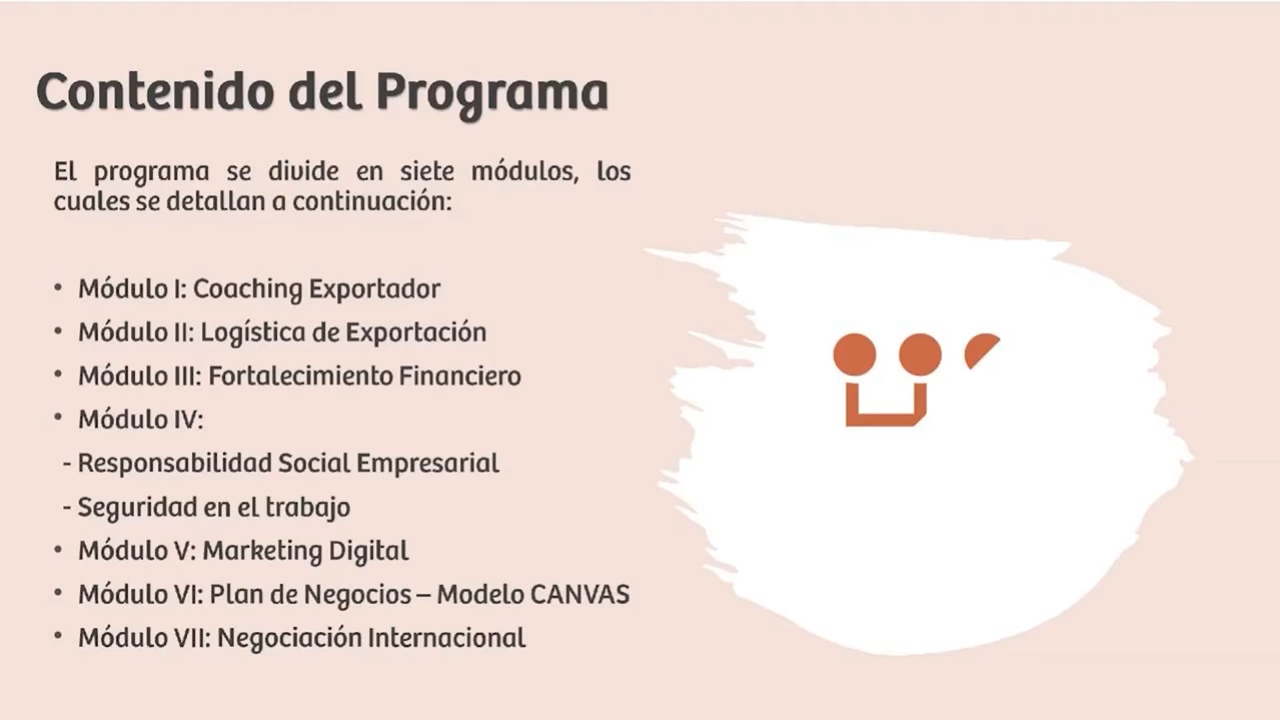 Contenido del Programa
El programa se divide en siete módulos, los
cuales se detallan a continuación:
• Módulo I: Coaching Exportador
• Módulo II: Logística de Exportación
• Módulo III: Fortalecimiento Financiero
• Módulo IV:
- Responsabilidad Social Empresarial
- Seguridad en el trabajo
• Módulo V: Marketing Digital
• Módulo VI: Plan de Negocios – Modelo CANVAS
• Módulo VII: Negociación Internacional